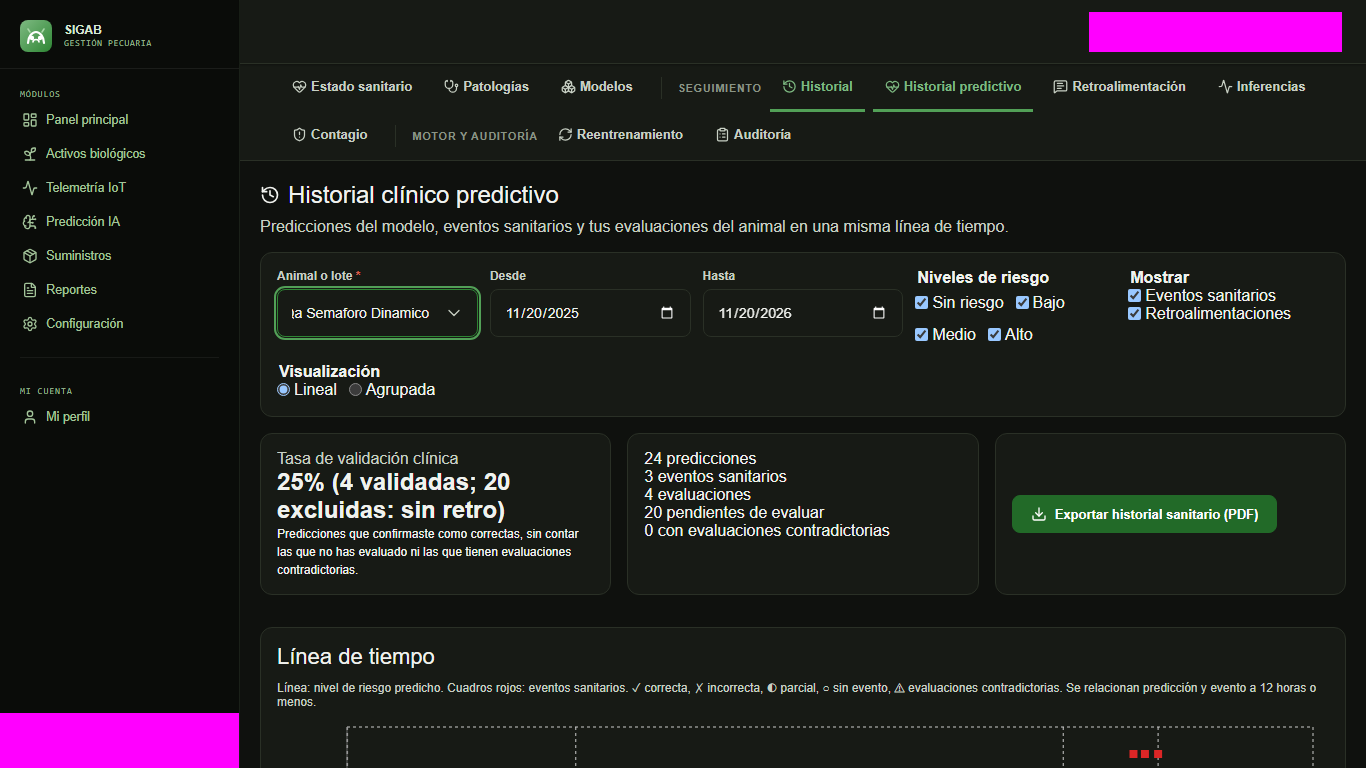 SIGAB
GESTIÓN PECUARIA
MÓDULOS
Panel principal
Activos biológicos
Telemetría IoT
Predicción IA
Suministros
Reportes
Configuración
MI CUENTA
Mi perfil
Estado sanitario
Patologías
Modelos
SEGUIMIENTO
Historial
Historial predictivo
Retroalimentación
Inferencias
Contagio
MOTOR Y AUDITORÍA
Reentrenamiento
Auditoría
Historial clínico predictivo
Predicciones del modelo, eventos sanitarios y tus evaluaciones del animal en una misma línea de tiempo.
Animal o lote *
Semaforo Dinamico
Desde
11/20/2025
Hasta
11/20/2026
Niveles de riesgo
Sin riesgo
Bajo
Medio
Alto
Mostrar
Eventos sanitarios
Retroalimentaciones
Visualización
Lineal
Agrupada
Tasa de validación clínica
25% (4 validadas; 20
excluidas: sin retro)
Predicciones que confirmaste como correctas, sin contar
las que no has evaluado ni las que tienen evaluaciones
contradictorias.
24 predicciones
3 eventos sanitarios
4 evaluaciones
20 pendientes de evaluar
0 con evaluaciones contradictorias
Exportar historial sanitario (PDF)
Línea de tiempo
Línea: nivel de riesgo predicho. Cuadros rojos: eventos sanitarios. ✓ correcta, ✗ incorrecta, ◐ parcial, ○ sin evento, ⚠ evaluaciones contradictorias. Se relacionan predicción y evento a 12 horas o
menos.